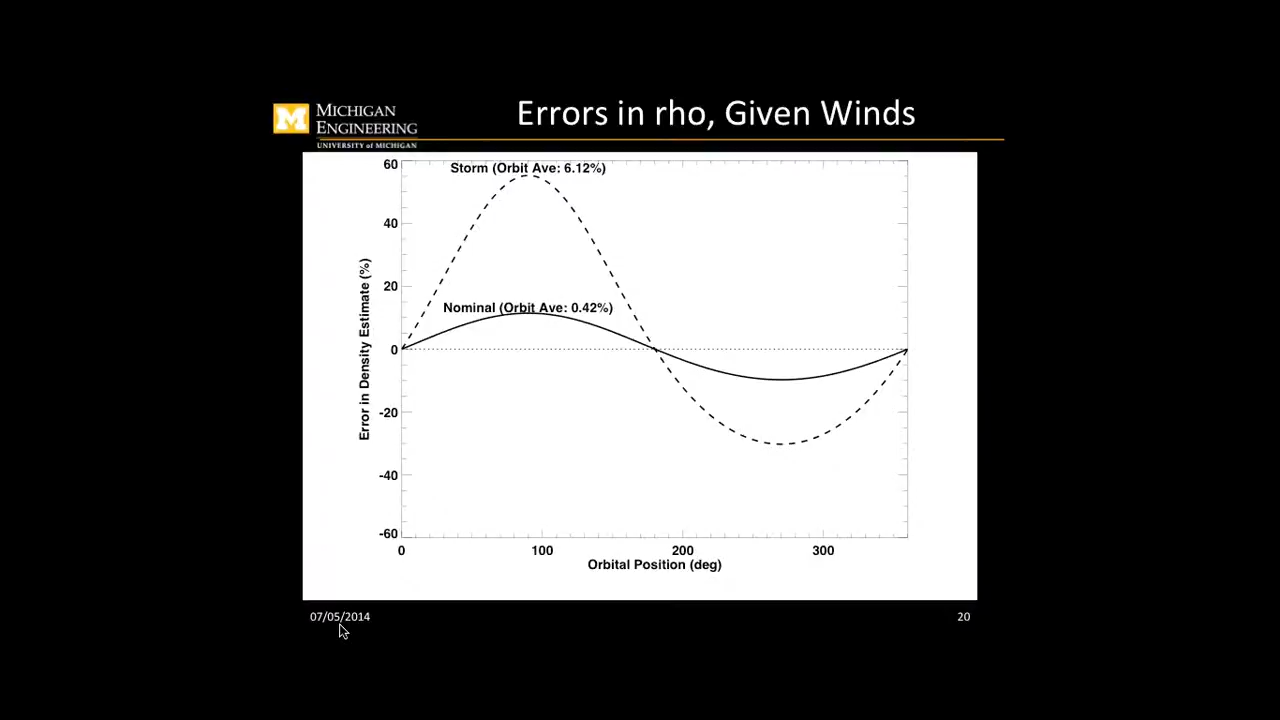 MICHIGAN
ENGINEERING
UNIVERSITY of MICHIGAN
Errors in rho, Given Winds
60
40
20
0
-20
-40
-60
Error in Density Estimate (%)
Storm (Orbit Ave: 6.12%)
Nominal (Orbit Ave: 0.42%)
0 100 200 300
Orbital Position (deg)
07/05/2014
20